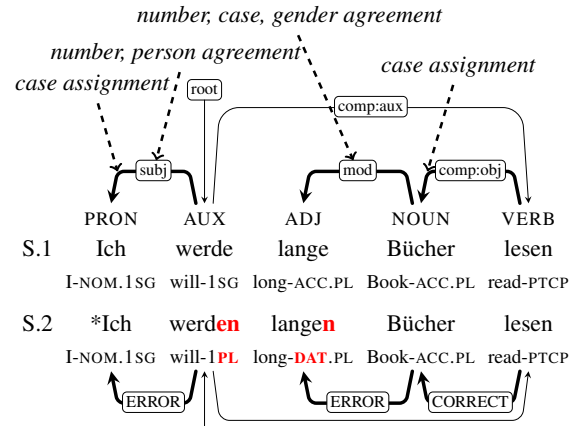 number, case, gender agreement
number, person agreement
case assignment
case assignment
root
comp:aux
subj
mod
comp:obj
PRON AUX ADJ NOUN VERB
S.1 Ich werde lange Bücher lesen
I-NOM.1SG will-1SG long-ACC.PL Book-ACC.PL read-PTCP
S.2 *Ich werden langen Bücher lesen
I-NOM.1SG will-1PL long-DAT.PL Book-ACC.PL read-PTCP
ERROR ERROR CORRECT